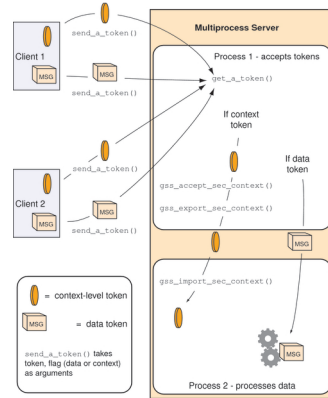 Multiprocess Server
Process 1 - accepts tokens
send_a_token()
Client 1
MSG
MSG
send_a_token()
get_a_token()
If context
token
If data
token
send_a_token()
gss_accept_sec_context()
gss_export_sec_context()
Client 2
MSG
MSG
send_a_token()
MSG
gss_import_sec_context()
= context-level token
MSG
= data token
send_a_token() takes
token, flag (data or context)
as arguments
MSG
Process 2 - processes data